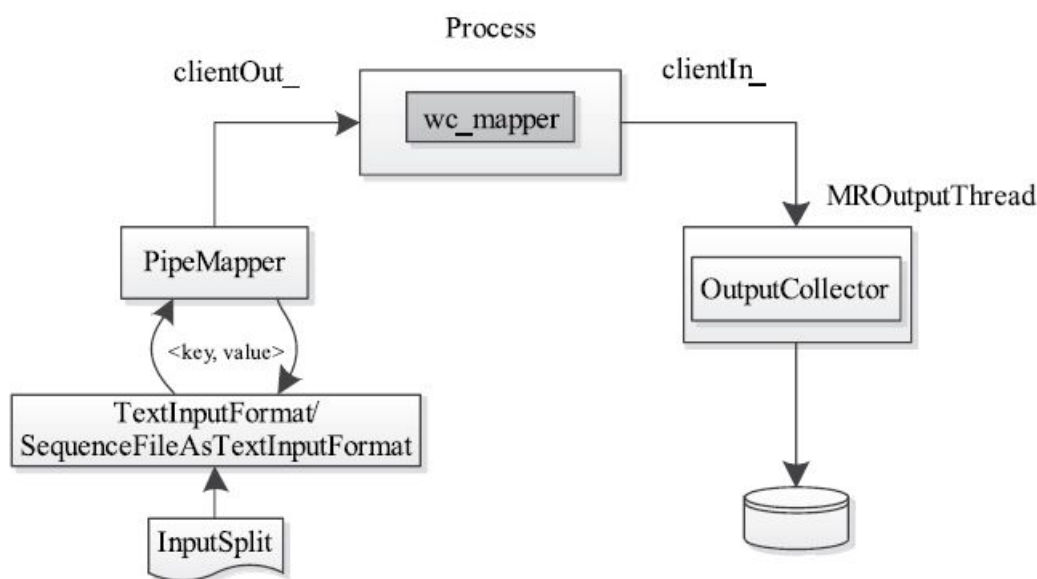 Process
clientOut_
clientIn_
wc_mapper
MROutputThread
PipeMapper
OutputCollector
<key, value>
TextInputFormat/
SequenceFileAsTextInputFormat
InputSplit